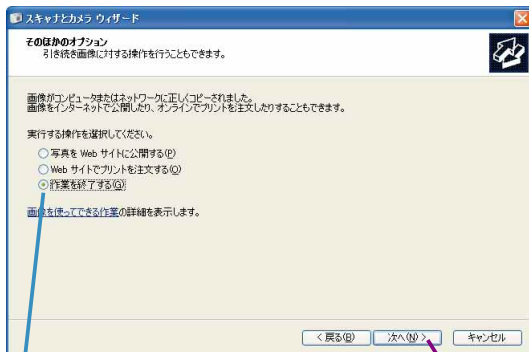 スキャナとカメラ ウィザード
そのほかのオプション
引き続き画像に対する操作を行うこともできます。
画像がコンピュータまたはネットワークに正しくコピーされました。
画像をインターネットで公開したり、オンラインでプリントを注文したりすることもできます。
実行する操作を選択してください。
写真を Web サイトに公開する(P)
Web サイトでプリントを注文する(O)
作業を終了する(G)
画像を使ってできる作業の詳細を表示します。
< 戻る(B) 次へ(N) > キャンセル